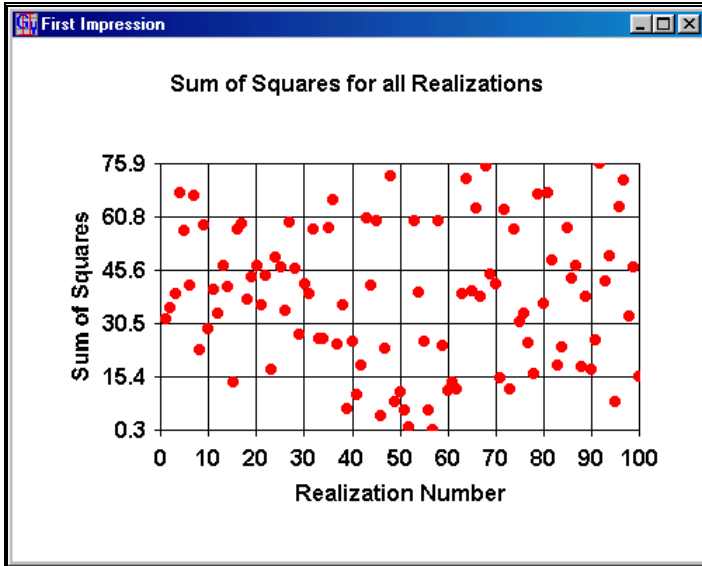 First Impression
Sum of Squares for all Realizations
75.9
60.8
45.6
30.5
15.4
0.3
Sum of Squares
0 10 20 30 40 50 60 70 80 90 100
Realization Number